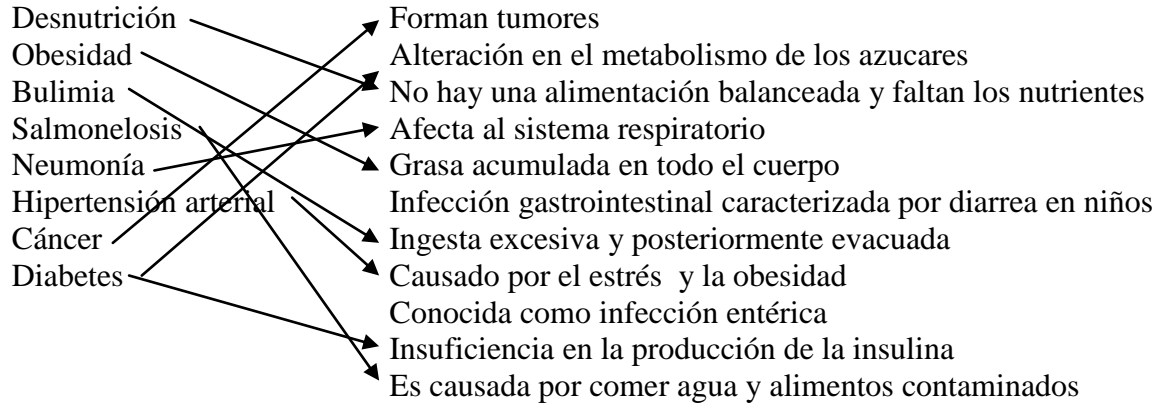 Desnutrición
Obesidad
Bulimia
Salmonelosis
Neumonía
Hipertensión arterial
Cáncer
Diabetes
Forman tumores
Alteración en el metabolismo de los azucares
No hay una alimentación balanceada y faltan los nutrientes
Afecta al sistema respiratorio
Grasa acumulada en todo el cuerpo
Infección gastrointestinal caracterizada por diarrea en niños
Ingesta excesiva y posteriormente evacuada
Causado por el estrés y la obesidad
Conocida como infección entérica
Insuficiencia en la producción de la insulina
Es causada por comer agua y alimentos contaminados